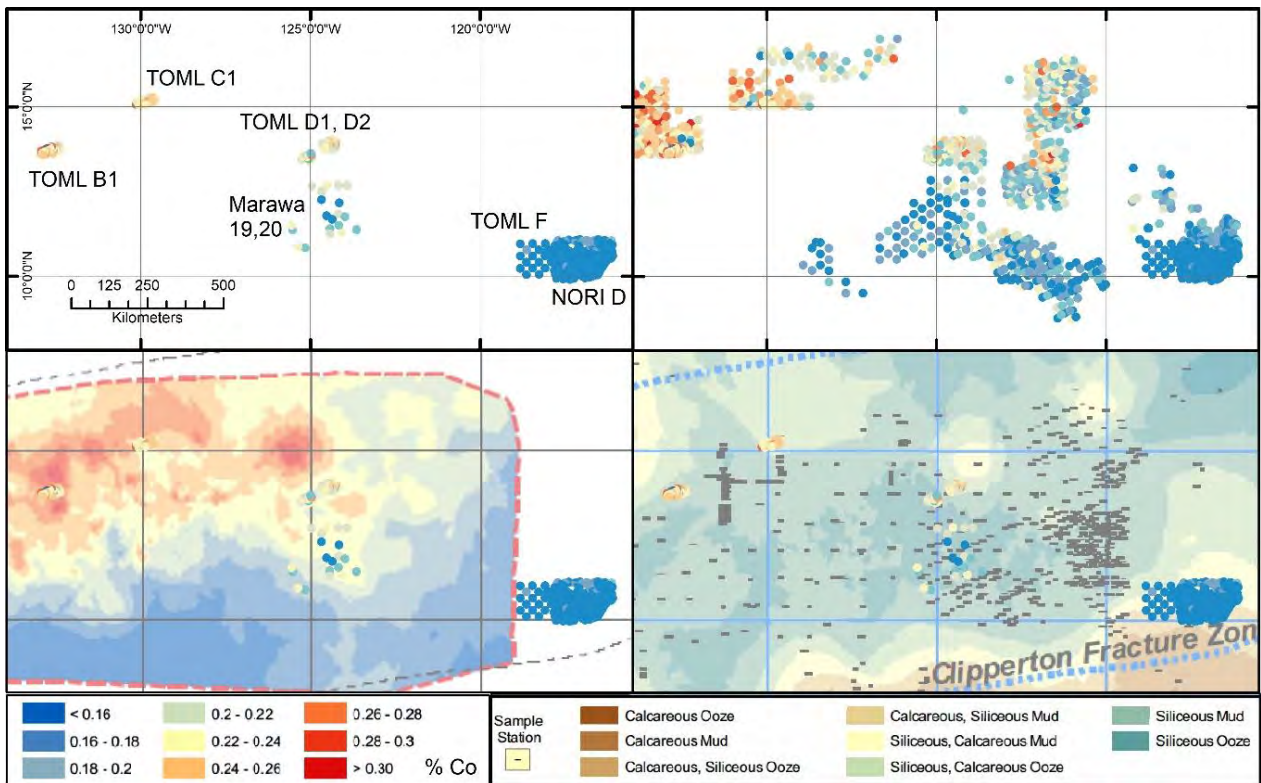 130°0'0"W
125°0'0"W
120°0'0"W
TOML C1
15°0'0"N
TOML D1, D2
TOML B1
Marawa
19,20
TOML F
10°0'0"N
0 125 250 500
Kilometers
NORI D
Clipperton Fracture Zon
< 0.16
0.16 - 0.18
0.18 - 0.2
0.2 - 0.22
0.22 - 0.24
0.24 - 0.26
0.26 - 0.28
0.28 - 0.3
> 0.30
% Co
Sample
Station
Calcareous Ooze
Calcareous Mud
Calcareous, Siliceous Ooze
Calcareous, Siliceous Mud
Siliceous, Calcareous Mud
Siliceous, Calcareous Ooze
Siliceous Mud
Siliceous Ooze